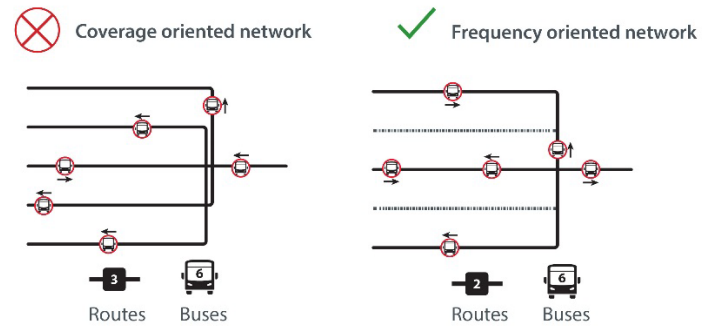 Coverage oriented network
Frequency oriented network
3
6
Routes
Buses
2
6
Routes
Buses